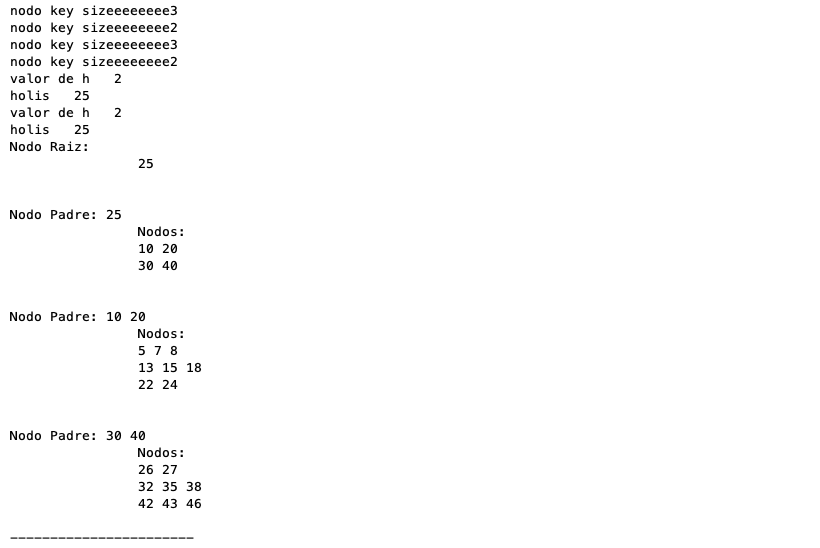 nodo key sizeeeeeeee3
nodo key sizeeeeeeee2
nodo key sizeeeeeeee3
nodo key sizeeeeeeee2
valor de h   2
holis   25
valor de h   2
holis   25
Nodo Raiz:
25
Nodo Padre: 25
Nodos:
10 20
30 40
Nodo Padre: 10 20
Nodos:
5 7 8
13 15 18
22 24
Nodo Padre: 30 40
Nodos:
26 27
32 35 38
42 43 46
_______________________